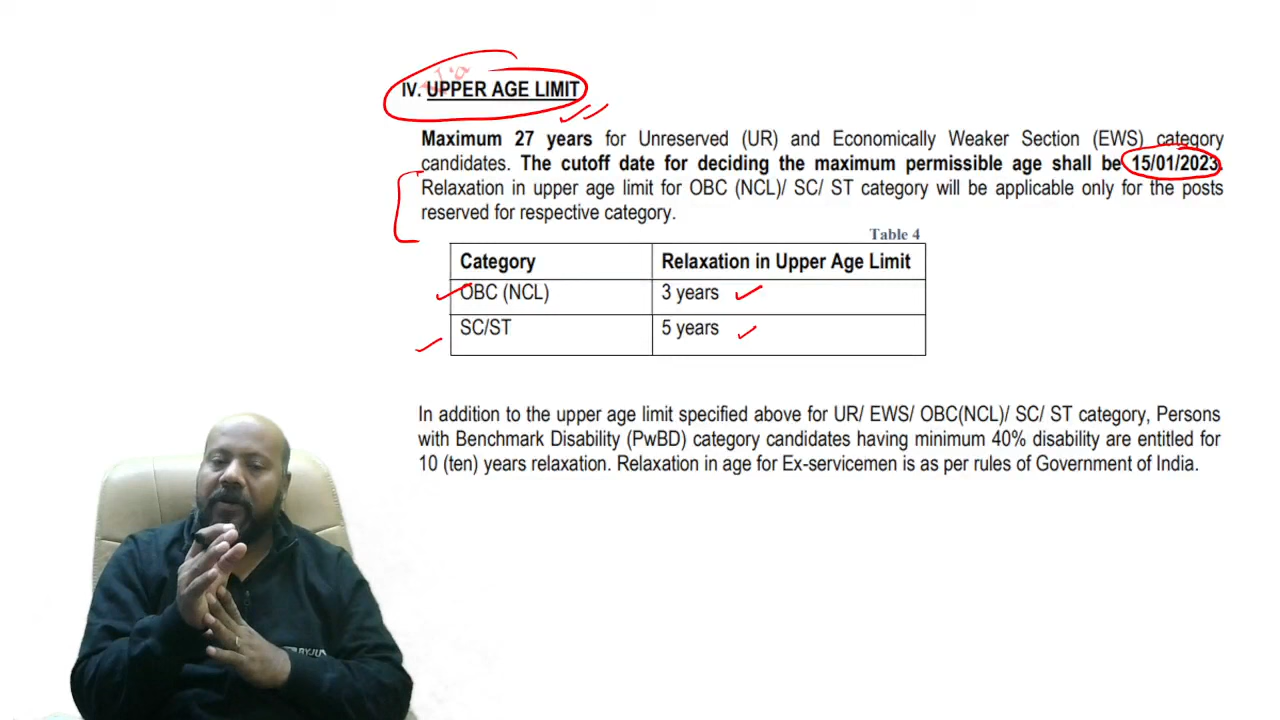 IV. UPPER AGE LIMIT
Maximum 27 years for Unreserved (UR) and Economically Weaker Section (EWS) category
candidates. The cutoff date for deciding the maximum permissible age shall be 15/01/2023.
Relaxation in upper age limit for OBC (NCL)/ SC/ ST category will be applicable only for the posts
reserved for respective category.
Table 4
Category Relaxation in Upper Age Limit
OBC (NCL) 3 years
SC/ST 5 years
In addition to the upper age limit specified above for UR/ EWS/ OBC(NCL)/ SC/ ST category, Persons
with Benchmark Disability (PwBD) category candidates having minimum 40% disability are entitled for
10 (ten) years relaxation. Relaxation in age for Ex-servicemen is as per rules of Government of India.